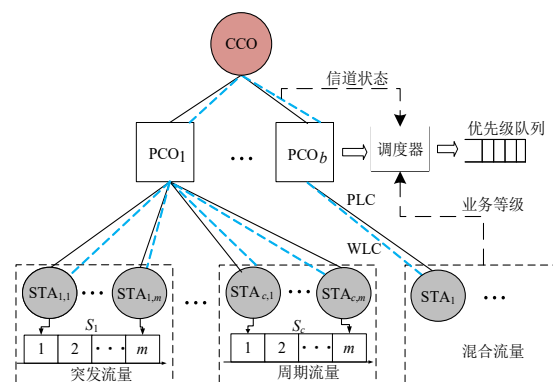 CCO
信道状态
优先级队列
PCO1 ··· PCOb 调度器
业务等级
PLC
WLC
STA1,1 ··· STA1,m ··· STAc,1 ··· STAc,m STA1 ···
S1 Sc
1 2 ··· m 1 2 ··· m
混合流量
突发流量 周期流量